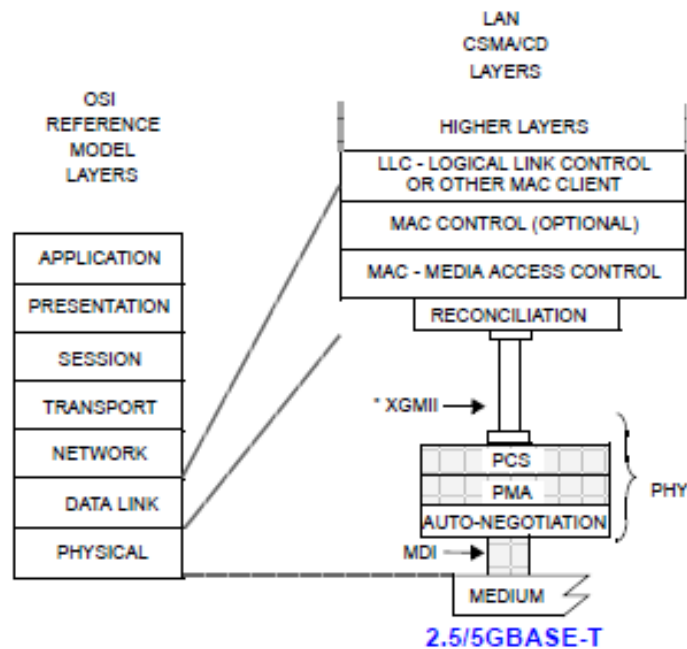 LAN
CSMA/CD
LAYERS
OSI
REFERENCE
MODEL
LAYERS
HIGHER LAYERS
LLC - LOGICAL LINK CONTROL
OR OTHER MAC CLIENT
MAC CONTROL (OPTIONAL)
MAC - MEDIA ACCESS CONTROL
RECONCILIATION
APPLICATION
PRESENTATION
SESSION
TRANSPORT
NETWORK
DATA LINK
PHYSICAL
* XGMII
PCS
PMA
AUTO-NEGOTIATION
PHY
MDI
MEDIUM
2.5/5GBASE-T